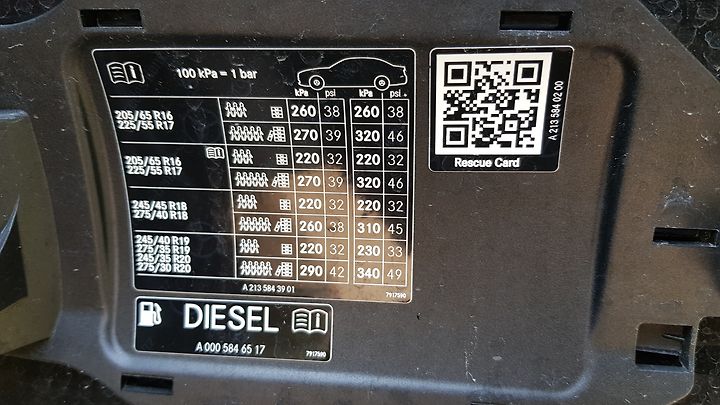 100 kPa = 1 bar
kPa psi kPa psi
205/65 R16
225/55 R17
260 38 260 38
270 39 320 46
205/65 R16
225/55 R17
220 32 220 32
270 39 320 46
245/45 R18
275/40 R18
220 32 220 32
260 38 310 45
245/40 R19
275/35 R19
245/35 R20
275/30 R20
220 32 230 33
290 42 340 49
A 213 584 39 01
7917590
DIESEL
A 000 584 65 17
7917590
Rescue Card
A 213 584 02 00